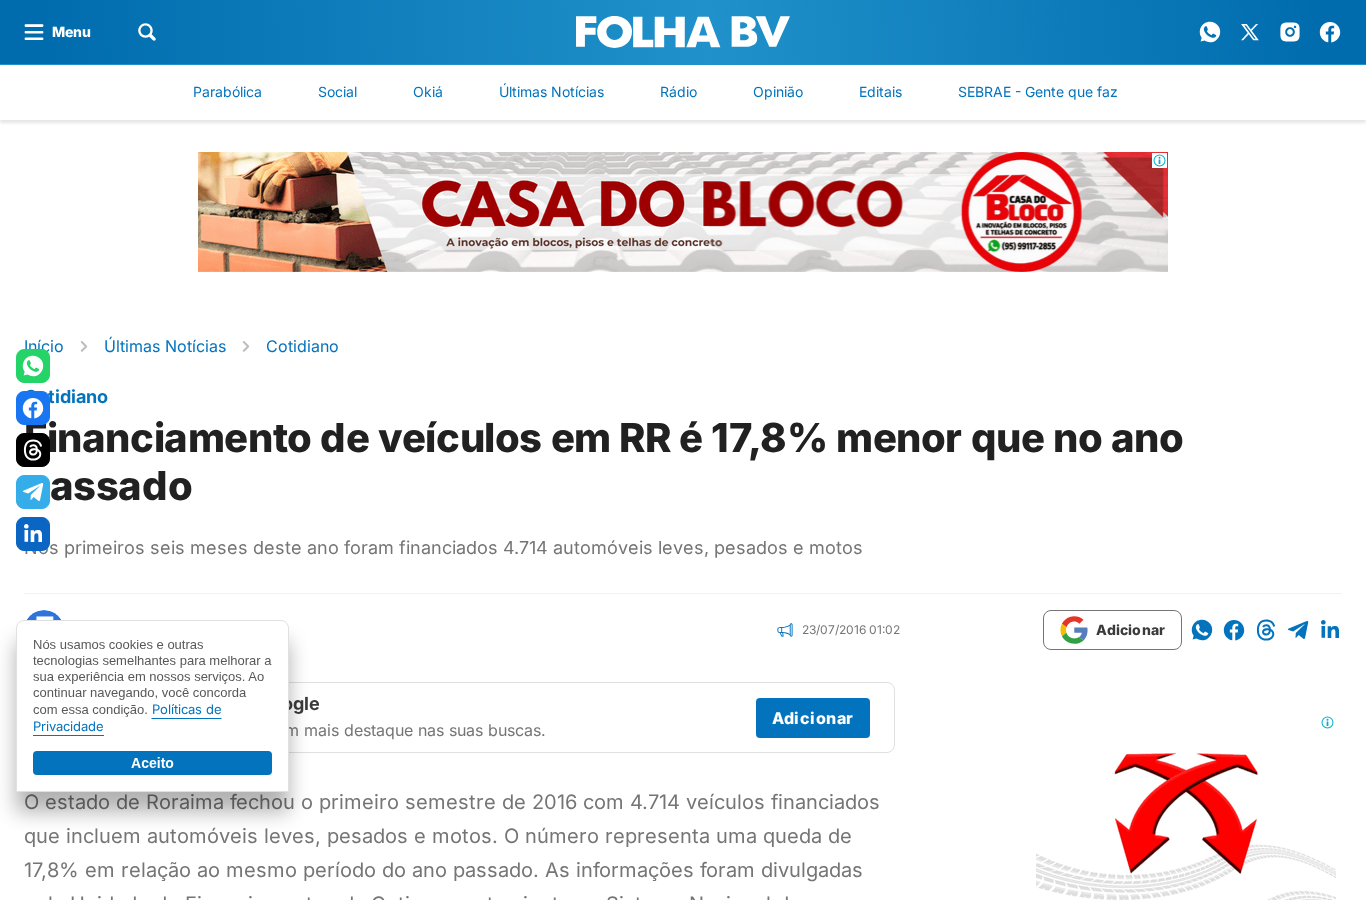 Menu
FOLHA BV
Parabólica
Social
Okiá
Últimas Notícias
Rádio
Opinião
Editais
SEBRAE - Gente que faz
CASA DO BLOCO
A inovação em blocos, pisos e telhas de concreto
CASA DO
BLOCO
A INOVAÇÃO EM BLOCOS, PISOS
E TELHAS DE CONCRETO
(95) 99117-2855
Início
Últimas Notícias
Cotidiano
Cotidiano
Financiamento de veículos em RR é 17,8% menor que no ano
passado
Nos primeiros seis meses deste ano foram financiados 4.714 automóveis leves, pesados e motos
23/07/2016 01:02
Adicionar
Nós usamos cookies e outras
tecnologias semelhantes para melhorar a
sua experiência em nossos serviços. Ao
continuar navegando, você concorda
com essa condição. Políticas de
Privacidade
Aceito
mais destaque nas suas buscas.
Adicionar
O estado de Roraima fechou o primeiro semestre de 2016 com 4.714 veículos financiados
que incluem automóveis leves, pesados e motos. O número representa uma queda de
17,8% em relação ao mesmo período do ano passado. As informações foram divulgadas